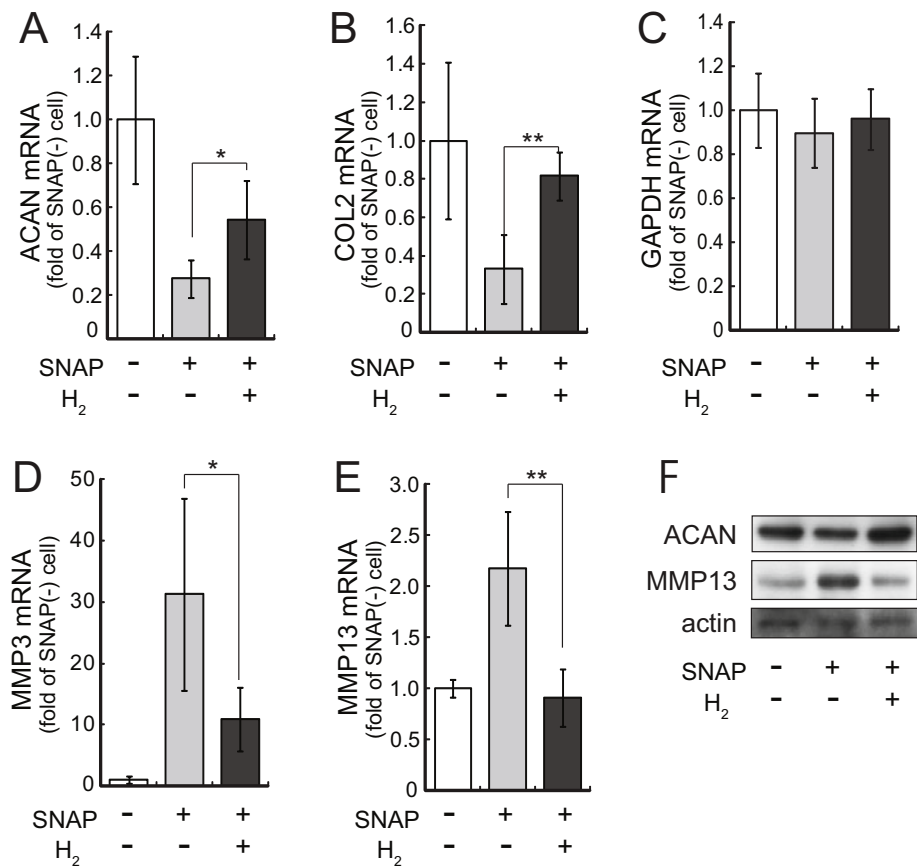 A
ACAN mRNA
(fold of SNAP(-) cell)
1.4
1.2
1.0
0.8
0.6
0.4
0.2
0
*
SNAP - + +
H2 - - +
B
COL2 mRNA
(fold of SNAP(-) cell)
1.4
1.2
1.0
0.8
0.6
0.4
0.2
0
**
SNAP - + +
H2 - - +
C
GAPDH mRNA
(fold of SNAP(-) cell)
1.4
1.2
1.0
0.8
0.6
0.4
0.2
0
SNAP - + +
H2 - - +
D
MMP3 mRNA
(fold of SNAP(-) cell)
50
40
30
20
10
0
*
SNAP - + +
H2 - - +
E
MMP13 mRNA
(fold of SNAP(-) cell)
3.0
2.5
2.0
1.5
1.0
0.5
0
**
SNAP - + +
H2 - - +
F
ACAN
MMP13
actin
SNAP - + +
H2 - - +